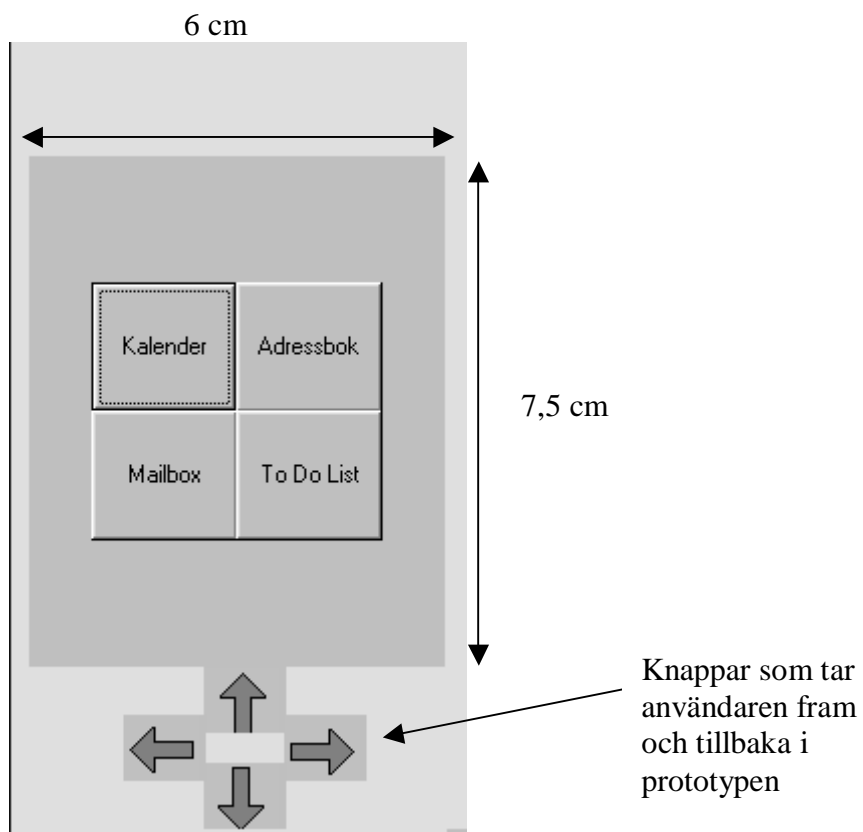 6 cm
Kalender
Adressbok
7,5 cm
Mailbox
To Do List
Knappar som tar
användaren fram
och tillbaka i
prototypen